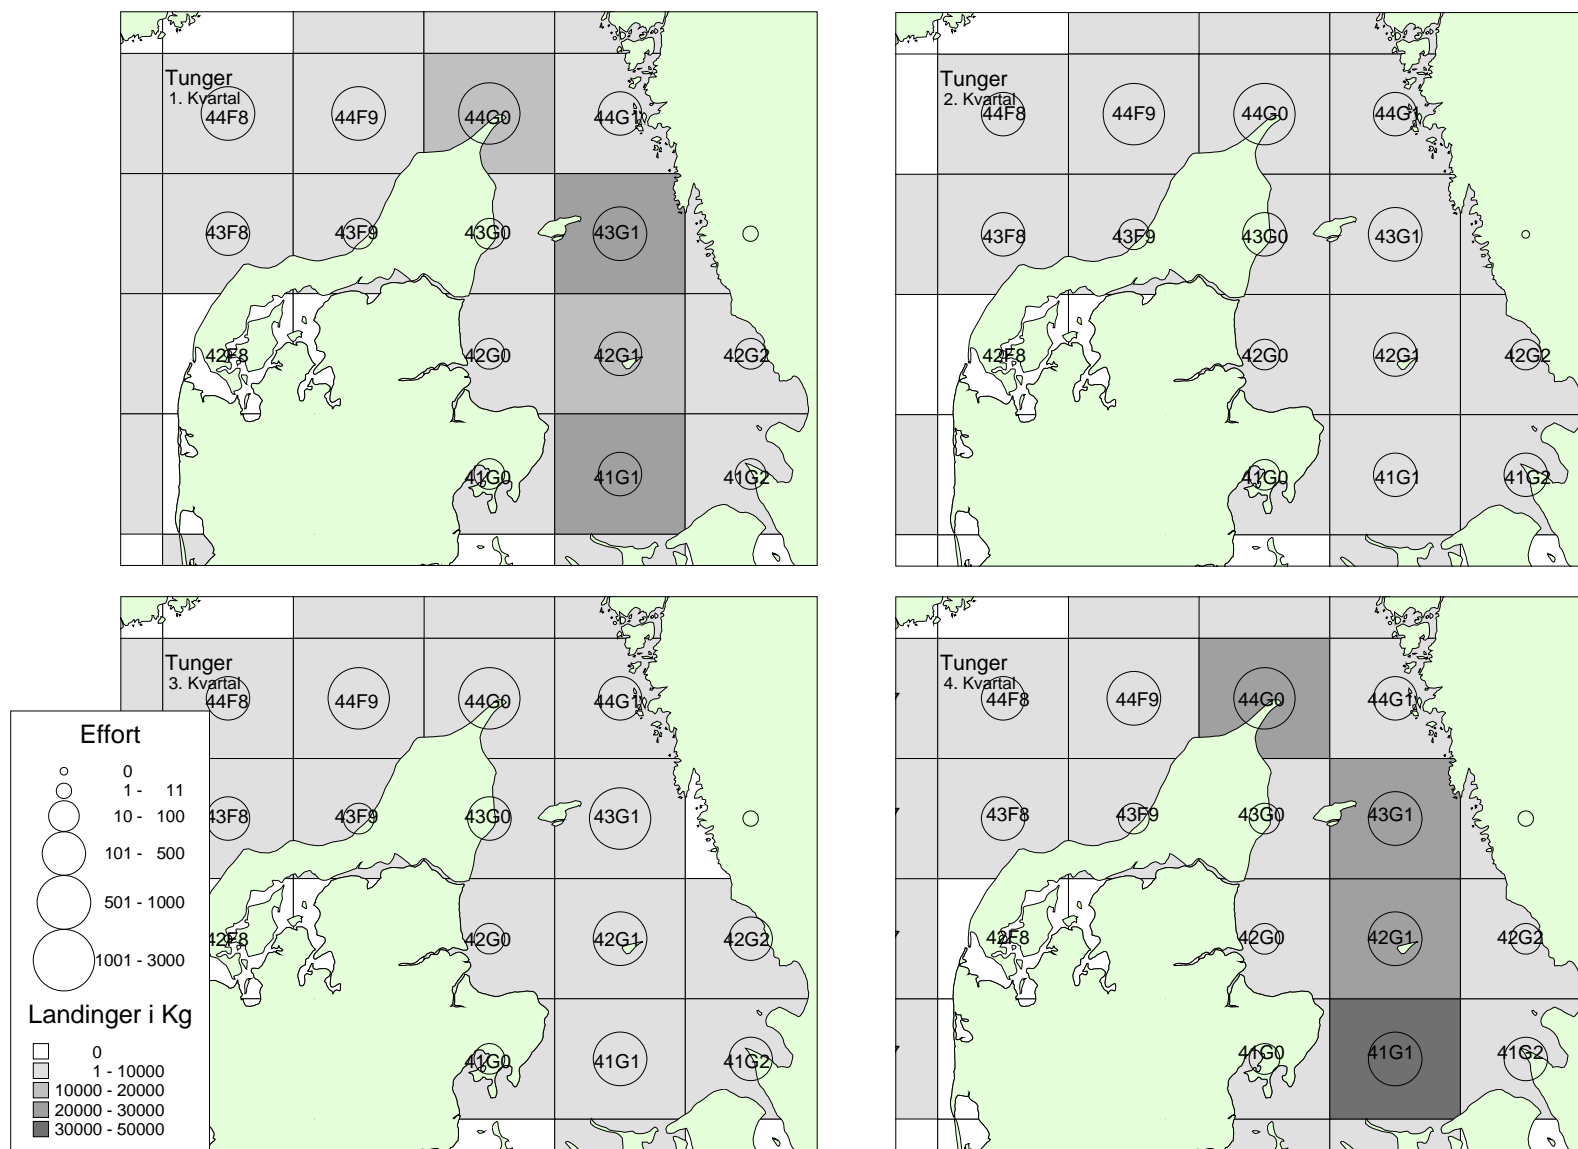 Tunger
1. Kvartal
44F8 44F9 44G0 44G1
43F8 43F9 43G0 43G1
42F8 42G0 42G1 42G2
41G0 41G1 41G2
Tunger
2. Kvartal
44F8 44F9 44G0 44G1
43F8 43F9 43G0 43G1
42F8 42G0 42G1 42G2
41G0 41G1 41G2
Tunger
3. Kvartal
44F8 44F9 44G0 44G1
43F8 43F9 43G0 43G1
42F8 42G0 42G1 42G2
41G0 41G1 41G2
Tunger
4. Kvartal
44F8 44F9 44G0 44G1
43F8 43F9 43G0 43G1
42F8 42G0 42G1 42G2
41G0 41G1 41G2
Effort
0
1 - 11
10 - 100
101 - 500
501 - 1000
1001 - 3000
Landinger i Kg
0
1 - 10000
10000 - 20000
20000 - 30000
30000 - 50000